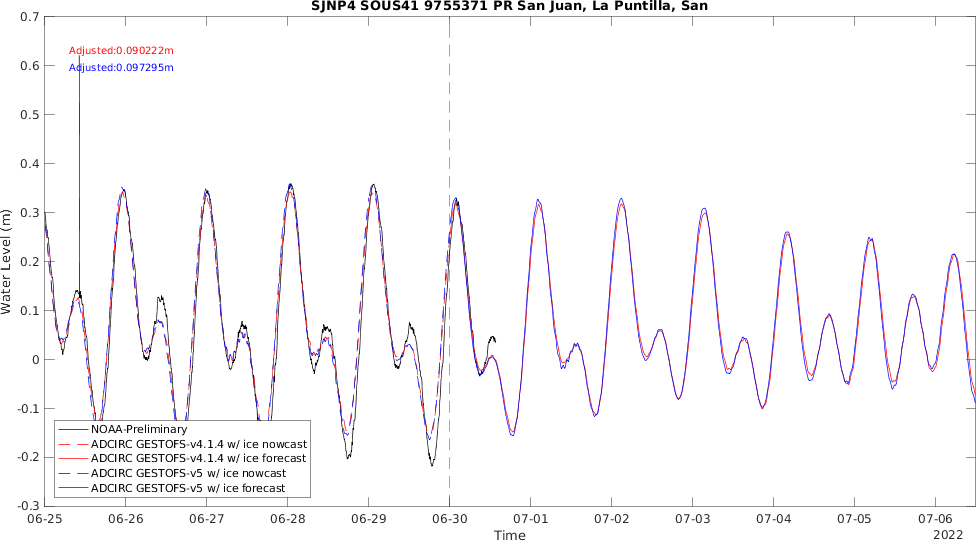 SJNP4 SOUS41 9755371 PR San Juan, La Puntilla, San
0.7
0.6
0.5
0.4
0.3
0.2
0.1
0
-0.1
-0.2
-0.3
Water Level (m)
Adjusted:0.090222m
Adjusted:0.097295m
NOAA-Preliminary
ADCIRC GESTOFS-v4.1.4 w/ ice nowcast
ADCIRC GESTOFS-v4.1.4 w/ ice forecast
ADCIRC GESTOFS-v5 w/ ice nowcast
ADCIRC GESTOFS-v5 w/ ice forecast
06-25 06-26 06-27 06-28 06-29 06-30 07-01 07-02 07-03 07-04 07-05 07-06
Time
2022